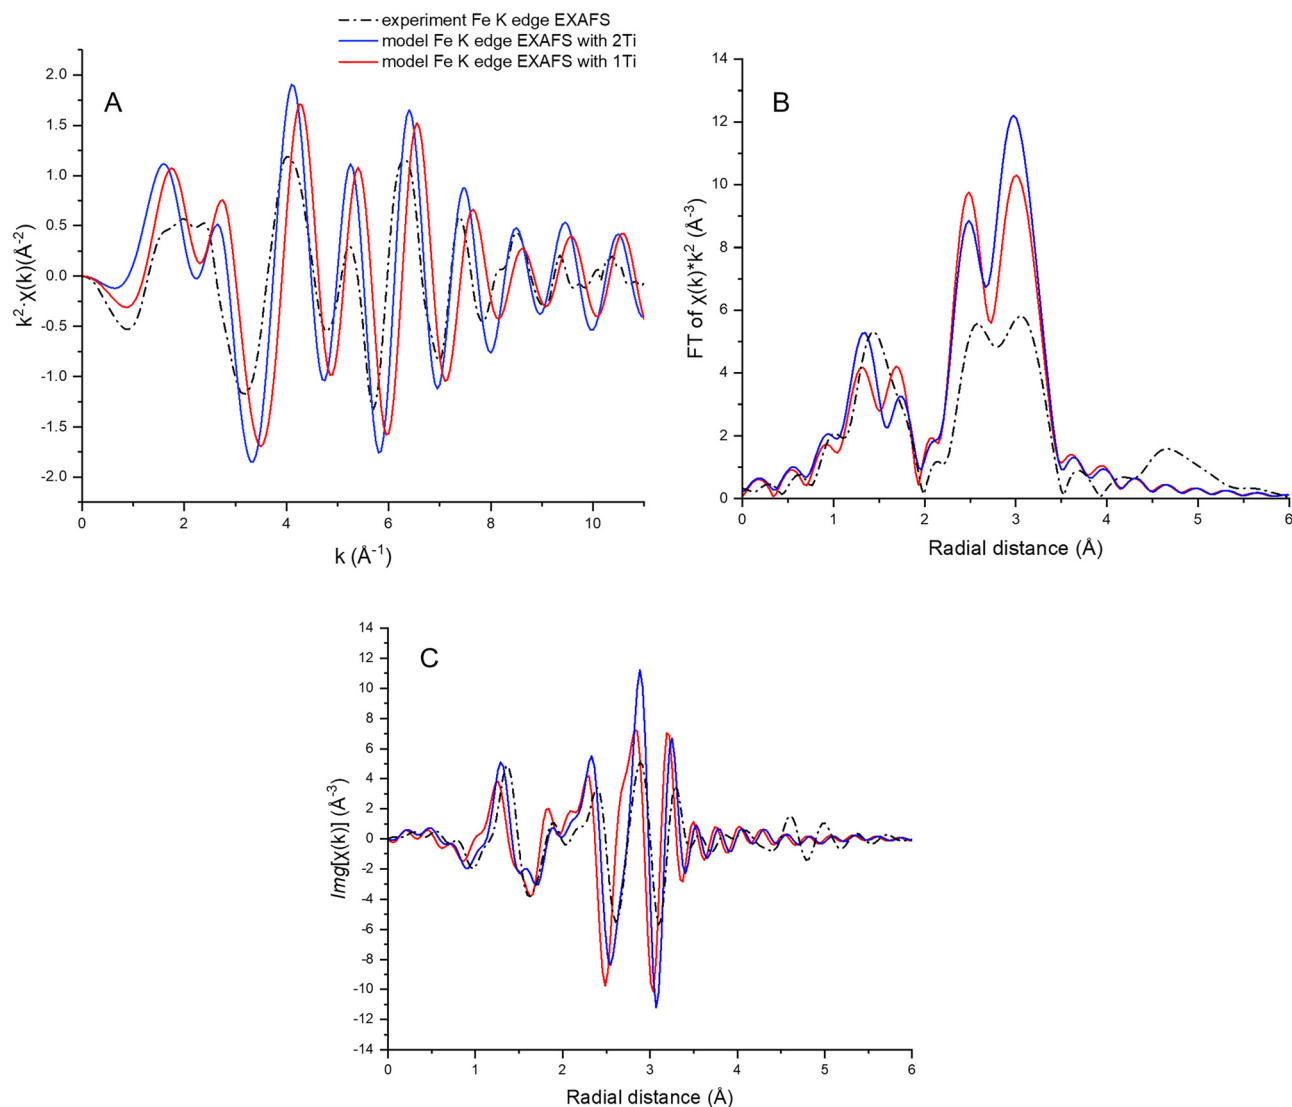 experiment Fe K edge EXAFS
model Fe K edge EXAFS with 2Ti
model Fe K edge EXAFS with 1Ti
A
k²·χ(k)(Å⁻²)
2.0
1.5
1.0
0.5
0.0
-0.5
-1.0
-1.5
-2.0
0 2 4 6 8 10
k (Å⁻¹)
B
FT of χ(k)*k² (Å⁻³)
14
12
10
8
6
4
2
0
0 1 2 3 4 5 6
Radial distance (Å)
C
Img[χ(k)] (Å⁻³)
14
12
10
8
6
4
2
0
-2
-4
-6
-8
-10
-12
-14
0 1 2 3 4 5 6
Radial distance (Å)